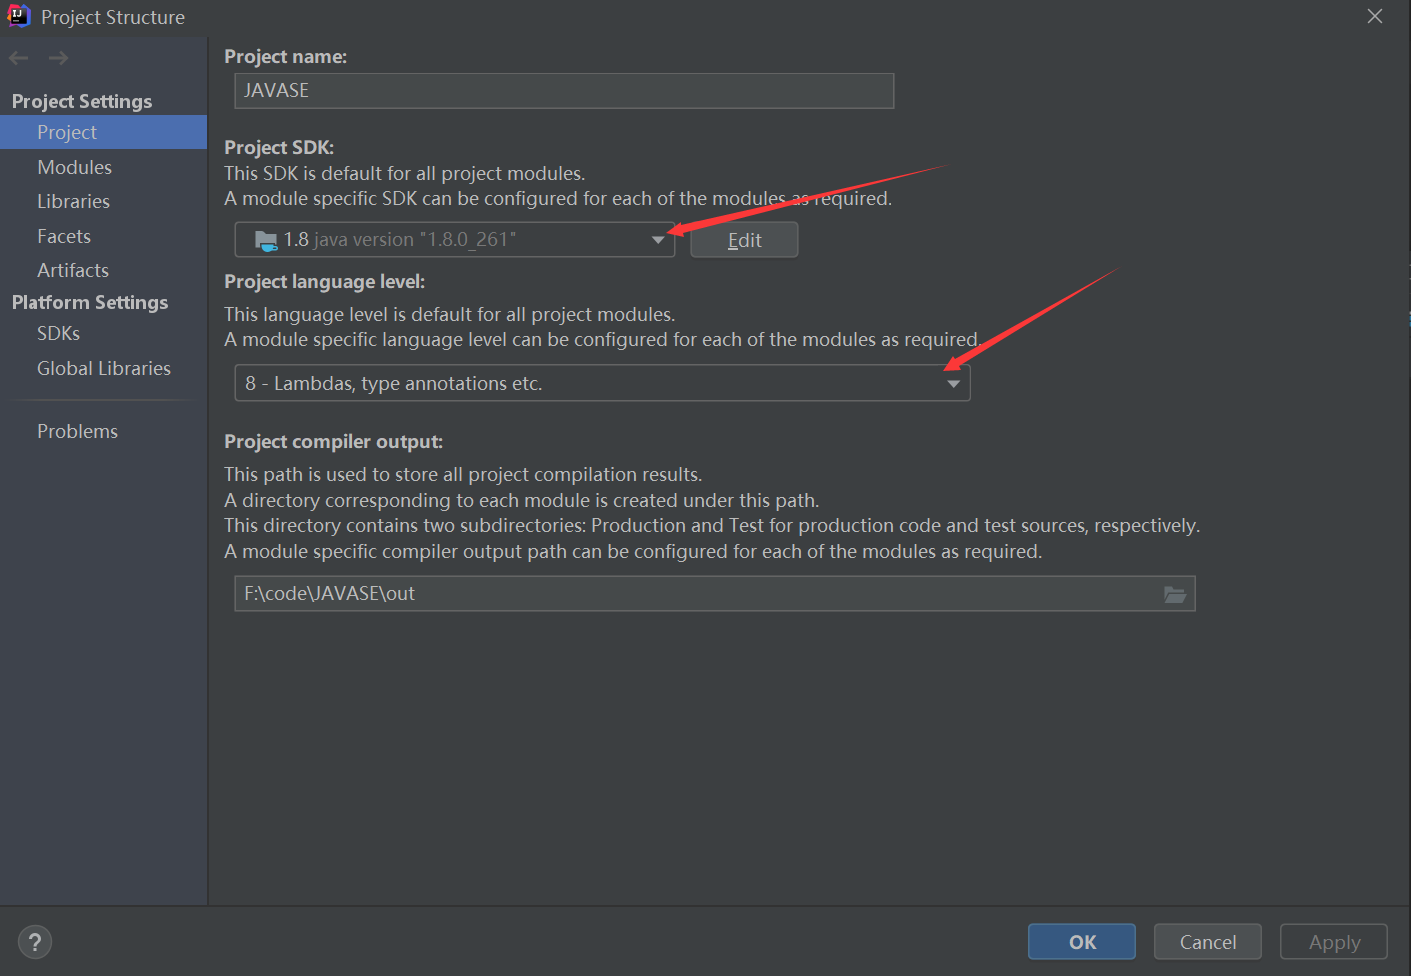 Project Structure
Project Settings
Project
Modules
Libraries
Facets
Artifacts
Platform Settings
SDKs
Global Libraries
Problems
Project name:
JAVASE
Project SDK:
This SDK is default for all project modules.
A module specific SDK can be configured for each of the modules as required.
1.8 java version "1.8.0_261"
Edit
Project language level:
This language level is default for all project modules.
A module specific language level can be configured for each of the modules as required.
8 - Lambdas, type annotations etc.
Project compiler output:
This path is used to store all project compilation results.
A directory corresponding to each module is created under this path.
This directory contains two subdirectories: Production and Test for production code and test sources, respectively.
A module specific compiler output path can be configured for each of the modules as required.
F:\code\JAVASE\out
?
OK
Cancel
Apply